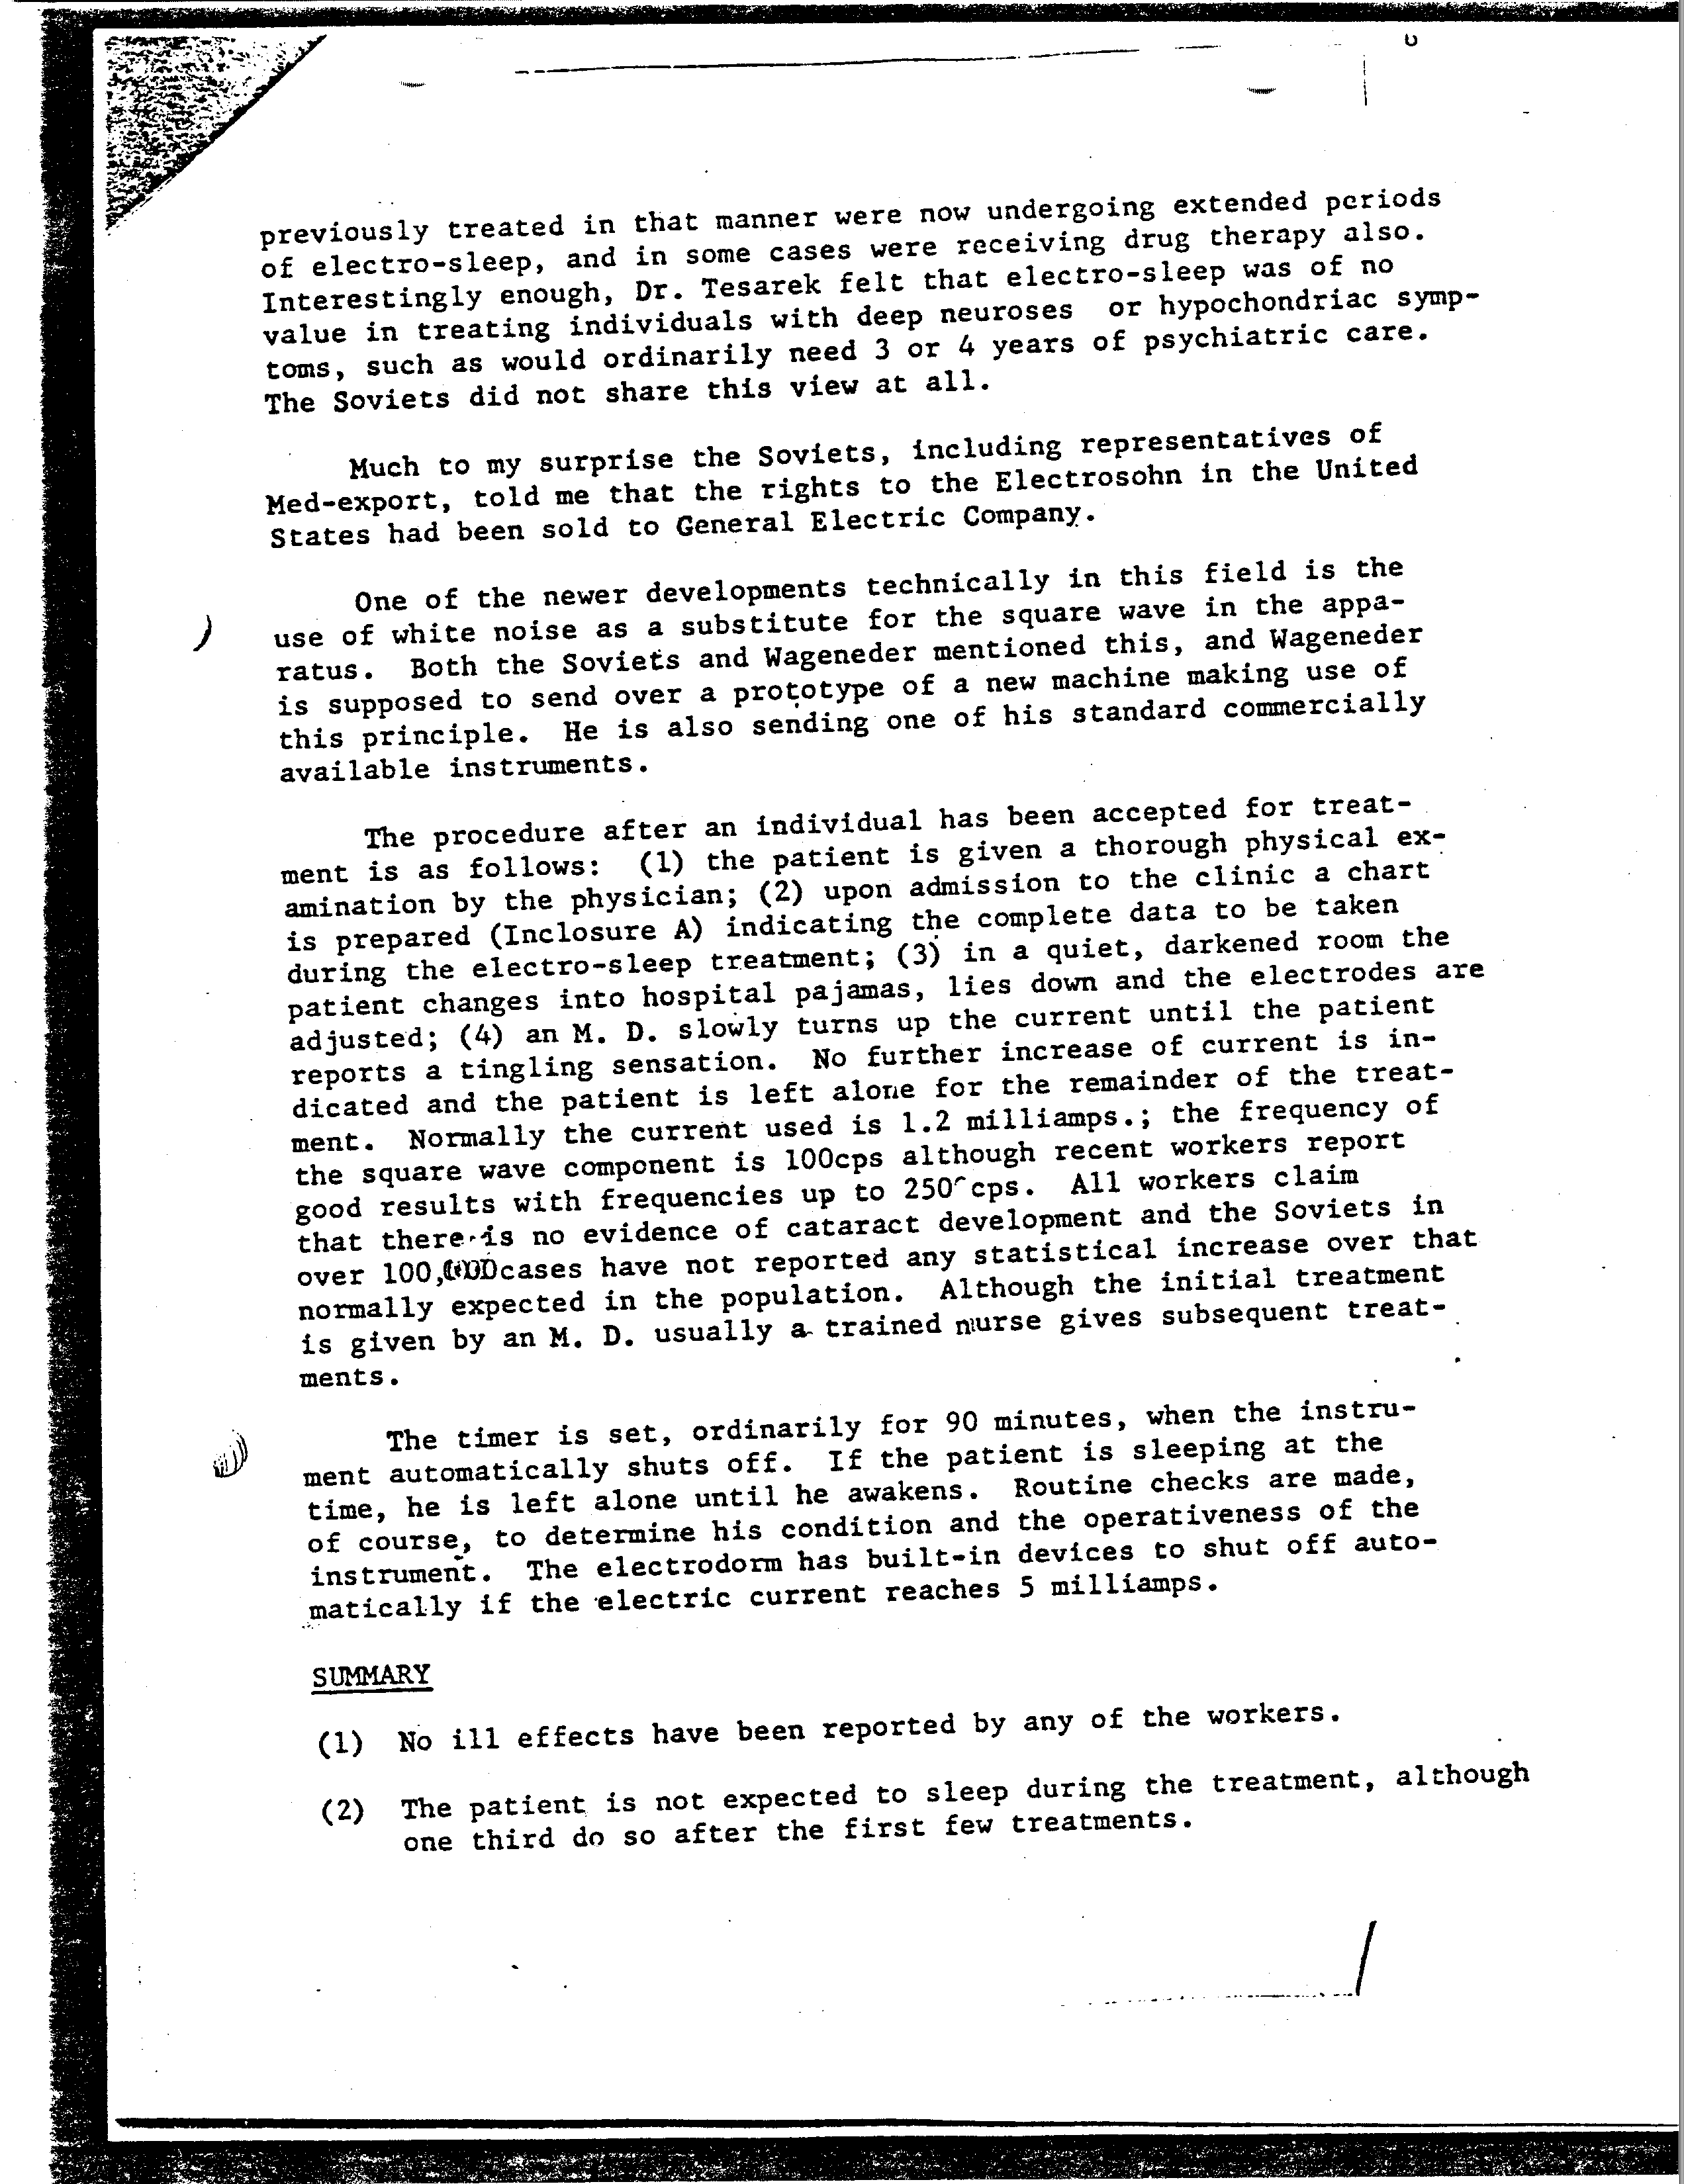 previously treated in that manner were now undergoing extended periods
of electro-sleep, and in some cases were receiving drug therapy also.
Interestingly enough, Dr. Tesarek felt that electro-sleep was of no
value in treating individuals with deep neuroses or hypochondriac symp-
toms, such as would ordinarily need 3 or 4 years of psychiatric care.
The Soviets did not share this view at all.
Much to my surprise the Soviets, including representatives of
Med-export, told me that the rights to the Electrosohn in the United
States had been sold to General Electric Company.
One of the newer developments technically in this field is the
use of white noise as a substitute for the square wave in the appa-
ratus. Both the Soviets and Wageneder mentioned this, and Wageneder
is supposed to send over a prototype of a new machine making use of
this principle. He is also sending one of his standard commercially
available instruments.
The procedure after an individual has been accepted for treat-
ment is as follows: (1) the patient is given a thorough physical ex-
amination by the physician; (2) upon admission to the clinic a chart
is prepared (Inclosure A) indicating the complete data to be taken
during the electro-sleep treatment; (3) in a quiet, darkened room the
patient changes into hospital pajamas, lies down and the electrodes are
adjusted; (4) an M. D. slowly turns up the current until the patient
reports a tingling sensation. No further increase of current is in-
dicated and the patient is left alone for the remainder of the treat-
ment. Normally the current used is 1.2 milliamps.; the frequency of
the square wave component is 100cps although recent workers report
good results with frequencies up to 250 cps. All workers claim
that there is no evidence of cataract development and the Soviets in
over 100,000 cases have not reported any statistical increase over that
normally expected in the population. Although the initial treatment
is given by an M. D. usually a trained nurse gives subsequent treat-
ments.
The timer is set, ordinarily for 90 minutes, when the instru-
ment automatically shuts off. If the patient is sleeping at the
time, he is left alone until he awakens. Routine checks are made,
of course, to determine his condition and the operativeness of the
instrument. The electrodorm has built-in devices to shut off auto-
matically if the electric current reaches 5 milliamps.
SUMMARY
(1) No ill effects have been reported by any of the workers.
(2) The patient is not expected to sleep during the treatment, although
one third do so after the first few treatments.